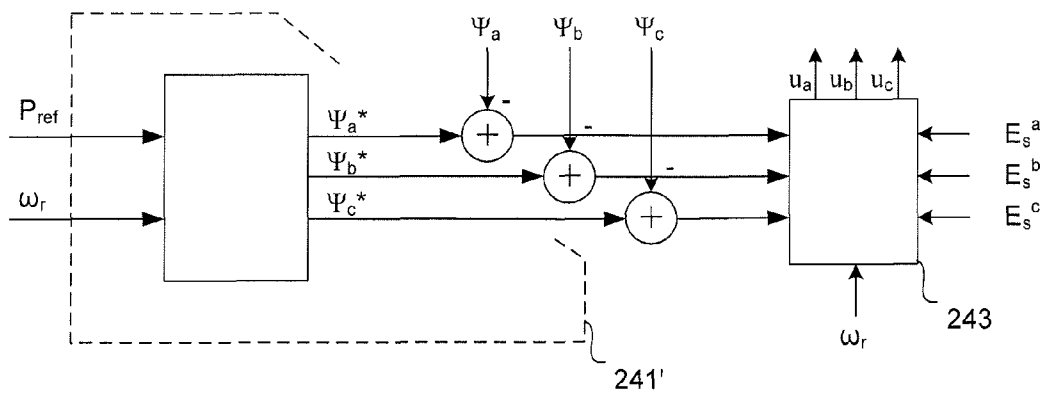 Ψa Ψb Ψc
ua ub uc
Pref
Ψa*
-
+
Esa
Ψb*
-
+
Esb
ωr
Ψc*
-
+
Esc
243
ωr
241'